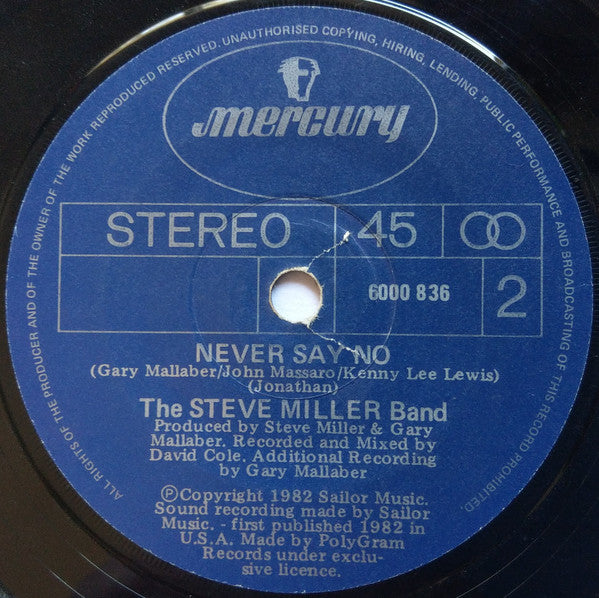 ALL RIGHTS OF THE PRODUCER AND OF THE OWNER OF THE WORK REPRODUCED RESERVED. UNAUTHORISED COPYING, HIRING, LENDING, PUBLIC PERFORMANCE AND BROADCASTING OF THIS RECORD PROHIBITED.
mercury
STEREO 45
6000 836 2
NEVER SAY NO
(Gary Mallaber/John Massaro/Kenny Lee Lewis)
(Jonathan)
The STEVE MILLER Band
Produced by Steve Miller & Gary
Mallaber. Recorded and Mixed by
David Cole. Additional Recording
by Gary Mallaber
ⓅCopyright 1982 Sailor Music.
Sound recording made by Sailor
Music. - first published 1982 in
U.S.A. Made by PolyGram
Records under exclu-
sive licence.